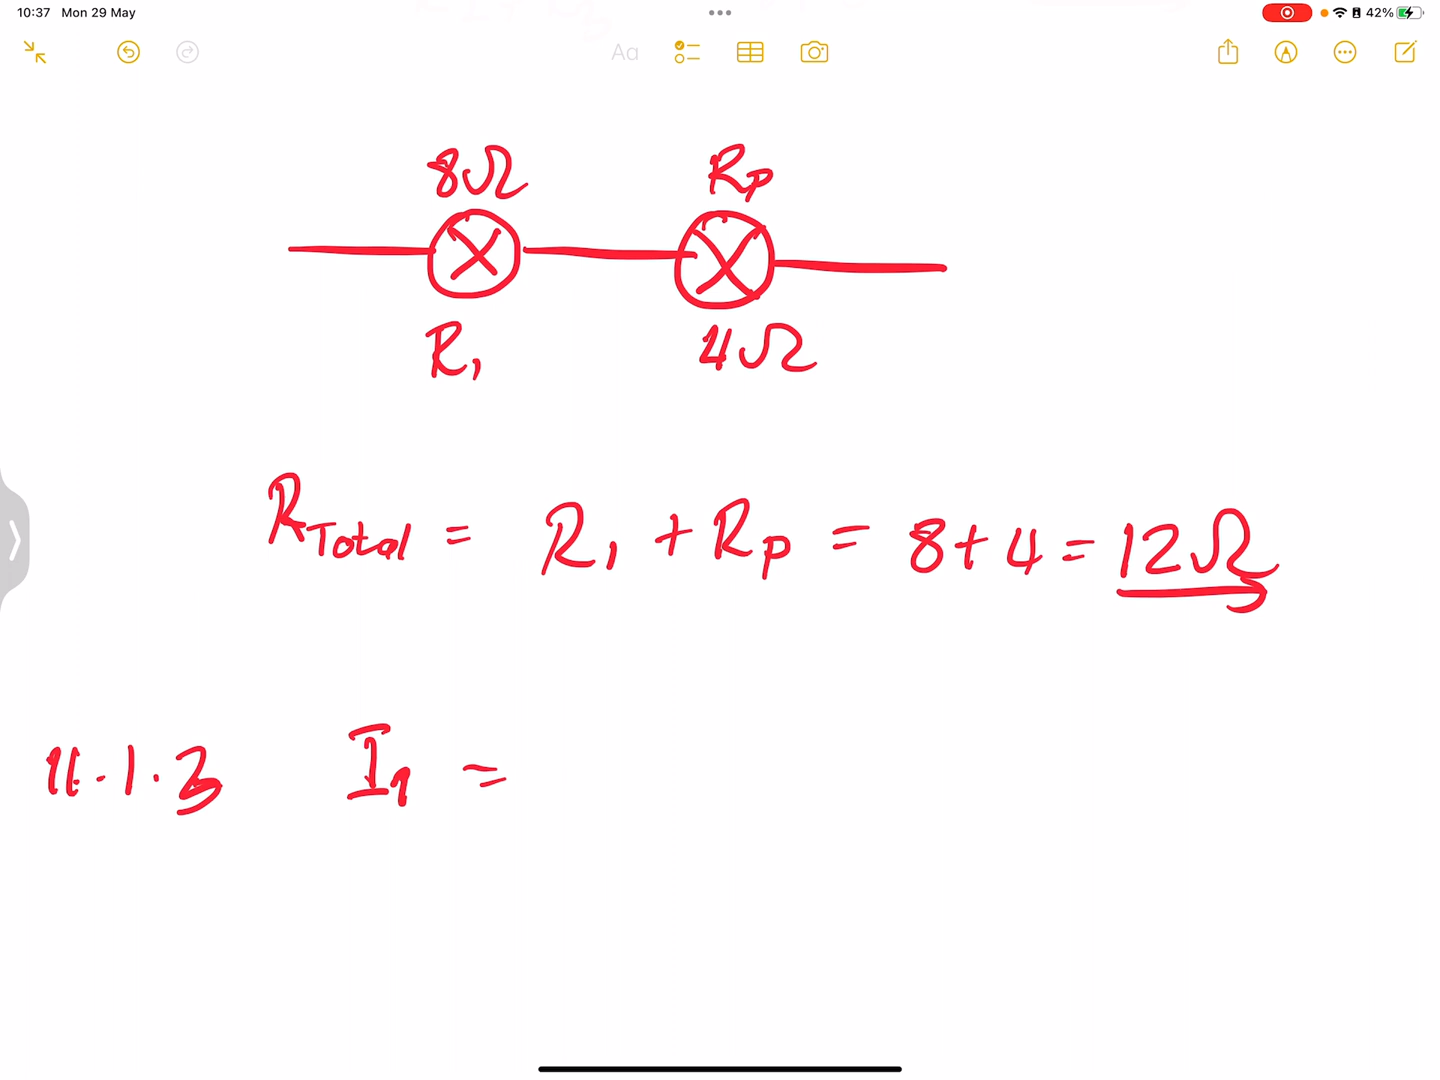 10:37 Mon 29 May
42%
Aa
8Ω
Rp
R1
4Ω
RTotal = R1 + Rp = 8+4 = 12Ω
11.1.3 I1 =